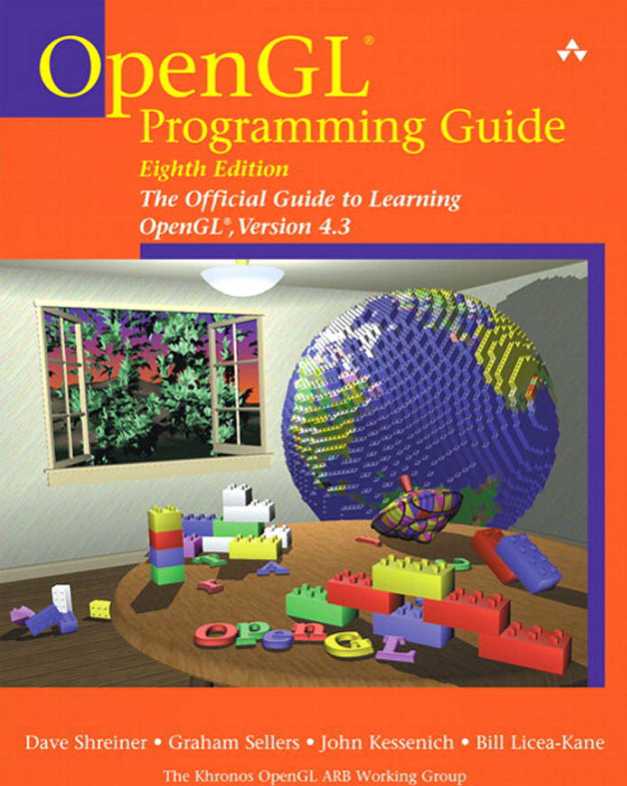 OpenGL®
Programming Guide
Eighth Edition
The Official Guide to Learning
OpenGL®, Version 4.3
OpenGL
Dave Shreiner • Graham Sellers • John Kessenich • Bill Licea-Kane
The Khronos OpenGL ARB Working Group